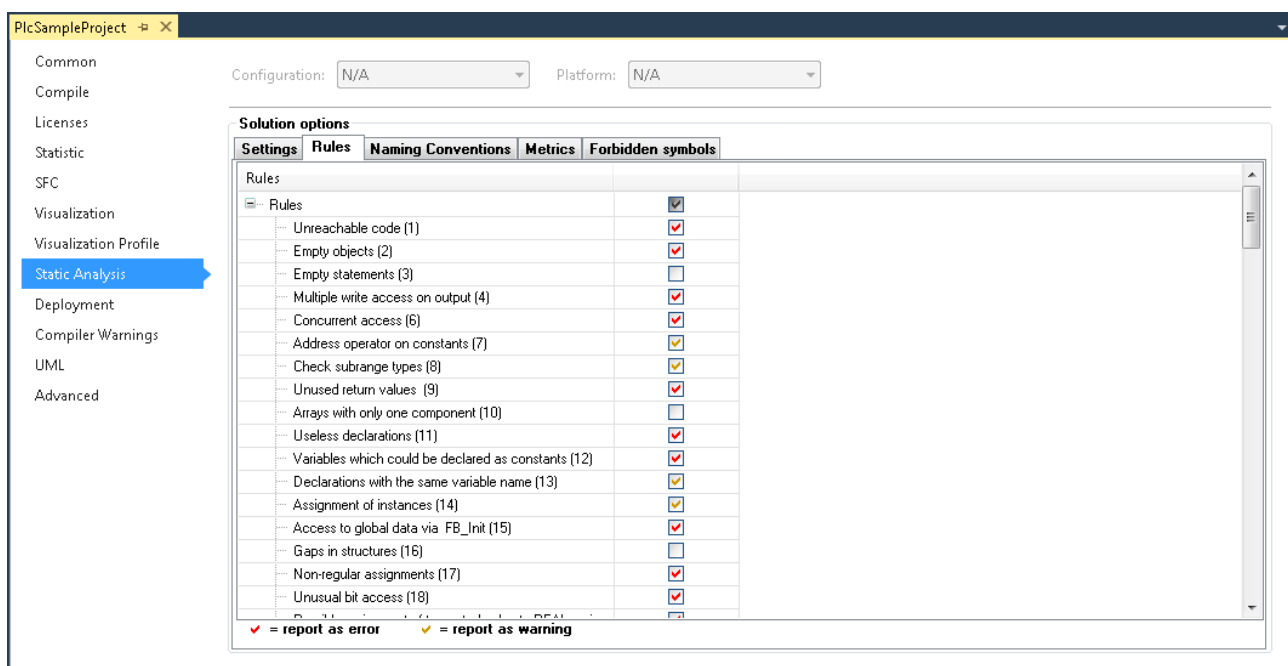 PlcSampleProject
Common
Compile
Licenses
Statistic
SFC
Visualization
Visualization Profile
Static Analysis
Deployment
Compiler Warnings
UML
Advanced
Configuration: N/A Platform: N/A
Solution options
Settings Rules Naming Conventions Metrics Forbidden symbols
Rules
Rules
Unreachable code (1)
Empty objects (2)
Empty statements (3)
Multiple write access on output (4)
Concurrent access (6)
Address operator on constants (7)
Check subrange types (8)
Unused return values (9)
Arrays with only one component (10)
Useless declarations (11)
Variables which could be declared as constants (12)
Declarations with the same variable name (13)
Assignment of instances (14)
Access to global data via FB_Init (15)
Gaps in structures (16)
Non-regular assignments (17)
Unusual bit access (18)
= report as error = report as warning